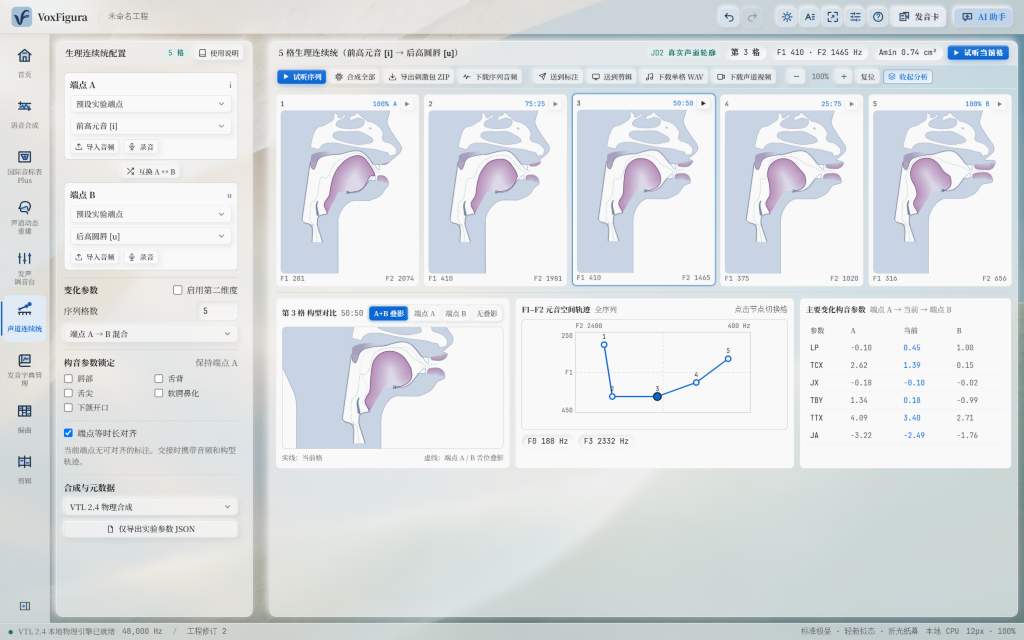 VoxFigura
未命名工程
AI 助手
发音卡
首页
语音合成
国际音标表
声道动态
重播
发声
调音台
声道连续统
发音字典管
理
编曲
剪辑
生理连续统配置
5 格
使用说明
端点 A
i
预设实验端点
前高元音 [i]
导入音频
录音
互换 A↔B
端点 B
u
预设实验端点
后高圆唇 [u]
导入音频
录音
变化参数
启用第二维度
序列格数
5
端点 A → B 混合
构音参数锁定
保持端点 A
唇部
舌背
舌尖
软腭鼻化
下颌开口
端点等时长对齐
当前端点无可对齐的标注。交接时携带音频和构型
轨迹。
合成与元数据
VTL 2.4 物理合成
仅导出实验参数 JSON
5 格生理连续统（前高元音 [i] → 后高圆唇 [u]）
JD2 真实声道轮廓
第 3 格
F1 410 · F2 1465 Hz
Amin 0.74 cm²
试听当前格
试听序列
合成全部
导出刺激包 ZIP
下载序列音频
送到标注
送到剪辑
下载单格 WAV
下载声道视频
−
100%
+
复位
收起分析
1
100% A
F1 281
F2 2074
2
75:25
F1 410
F2 1981
3
50:50
F1 410
F2 1465
4
25:75
F1 375
F2 1020
5
100% B
F1 316
F2 656
第 3 格 构型对比
50:50
A+B 叠影
端点 A
端点 B
无叠影
实线：当前格
虚线：端点 A / B 舌位叠影
F1–F2 元音空间轨迹
全序列
点击节点切换格
F2 2400
400 Hz
250
F1
450
1
2
3
4
5
F0 188 Hz
F3 2332 Hz
主要变化构音参数
端点 A → 当前 → 端点 B
参数
A
当前
B
LP
-0.10
0.45
1.00
TCX
2.62
1.39
0.15
JX
-0.18
-0.10
-0.02
TBY
1.34
0.18
-0.99
TTX
4.09
3.40
2.71
JA
-3.22
-2.49
-1.76
VTL 2.4 本地物理引擎已就绪
48,000 Hz
/
工程修订 2
标准级显 · 轻新拟态 · 折光纸幕
本地 CPU
12px · 100%